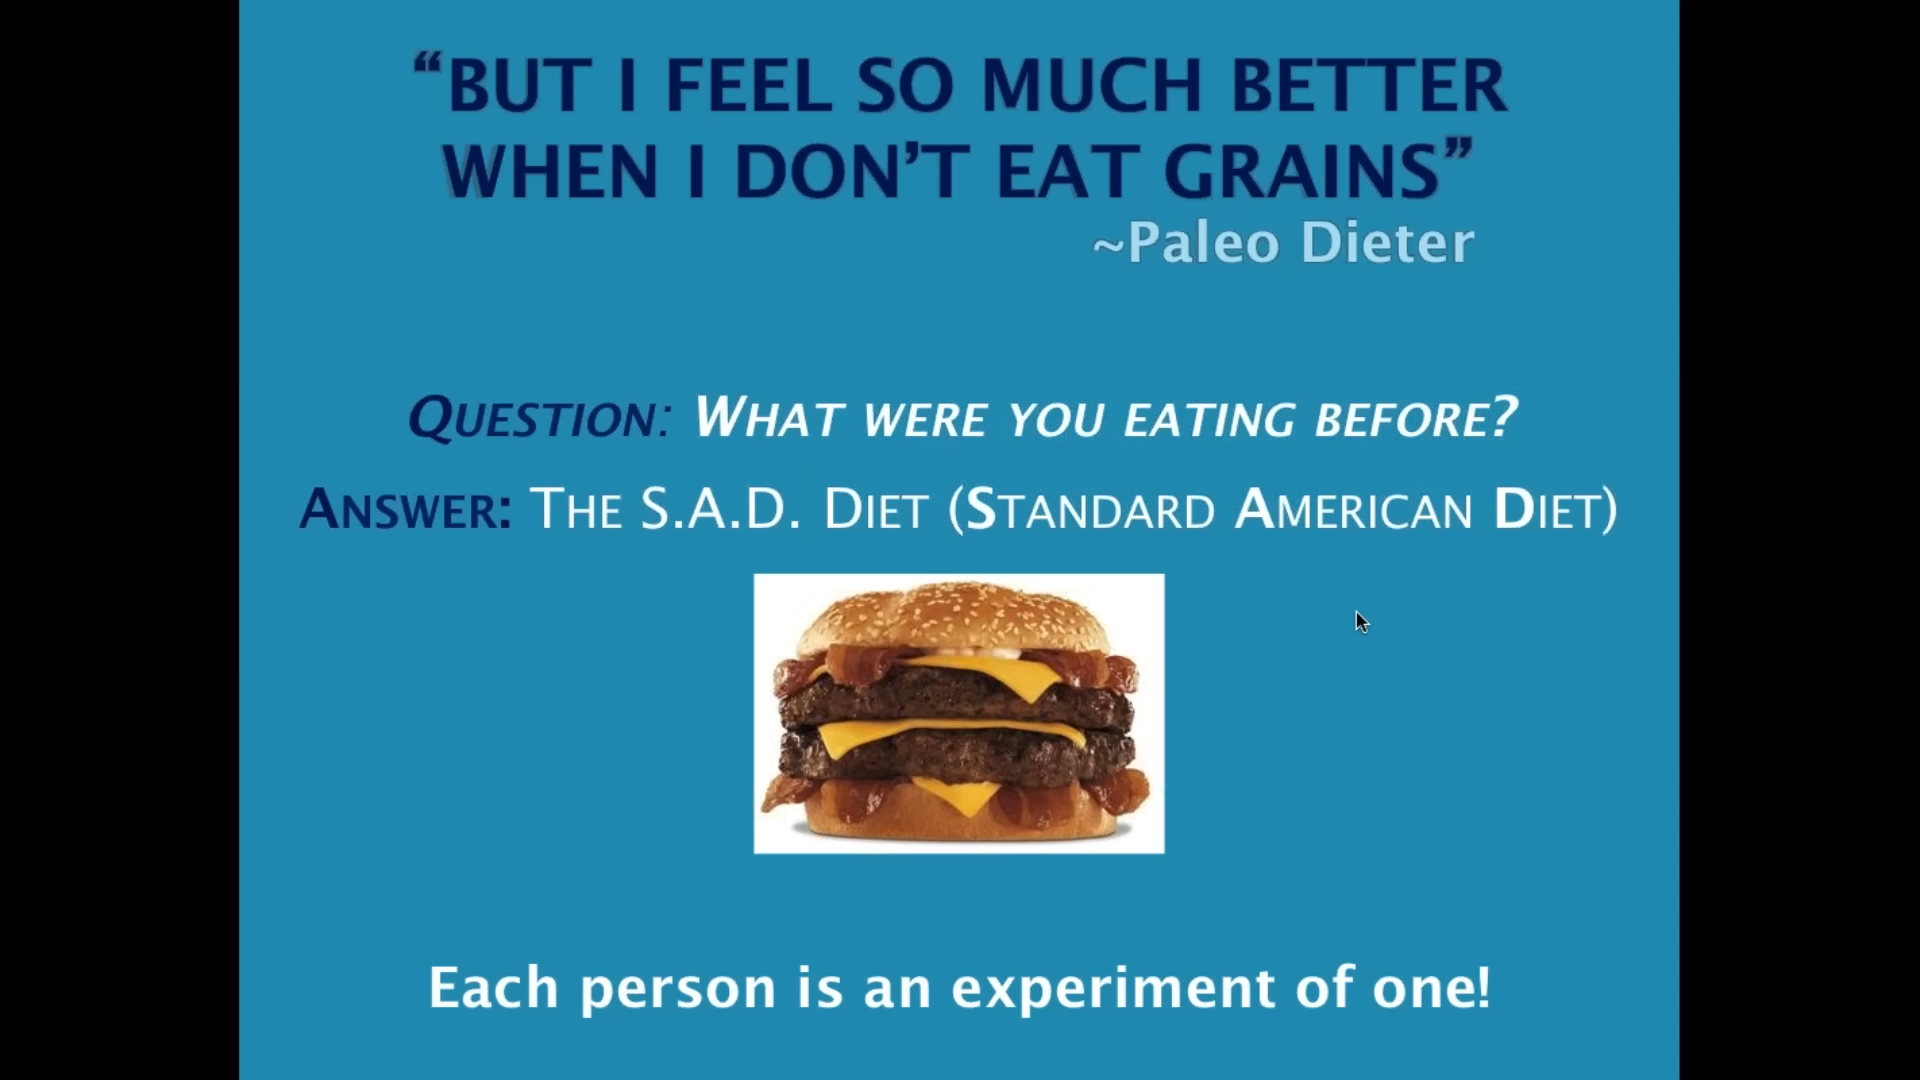 “BUT I FEEL SO MUCH BETTER
WHEN I DON’T EAT GRAINS”
~Paleo Dieter
QUESTION: WHAT WERE YOU EATING BEFORE?
ANSWER: THE S.A.D. DIET (STANDARD AMERICAN DIET)
Each person is an experiment of one!